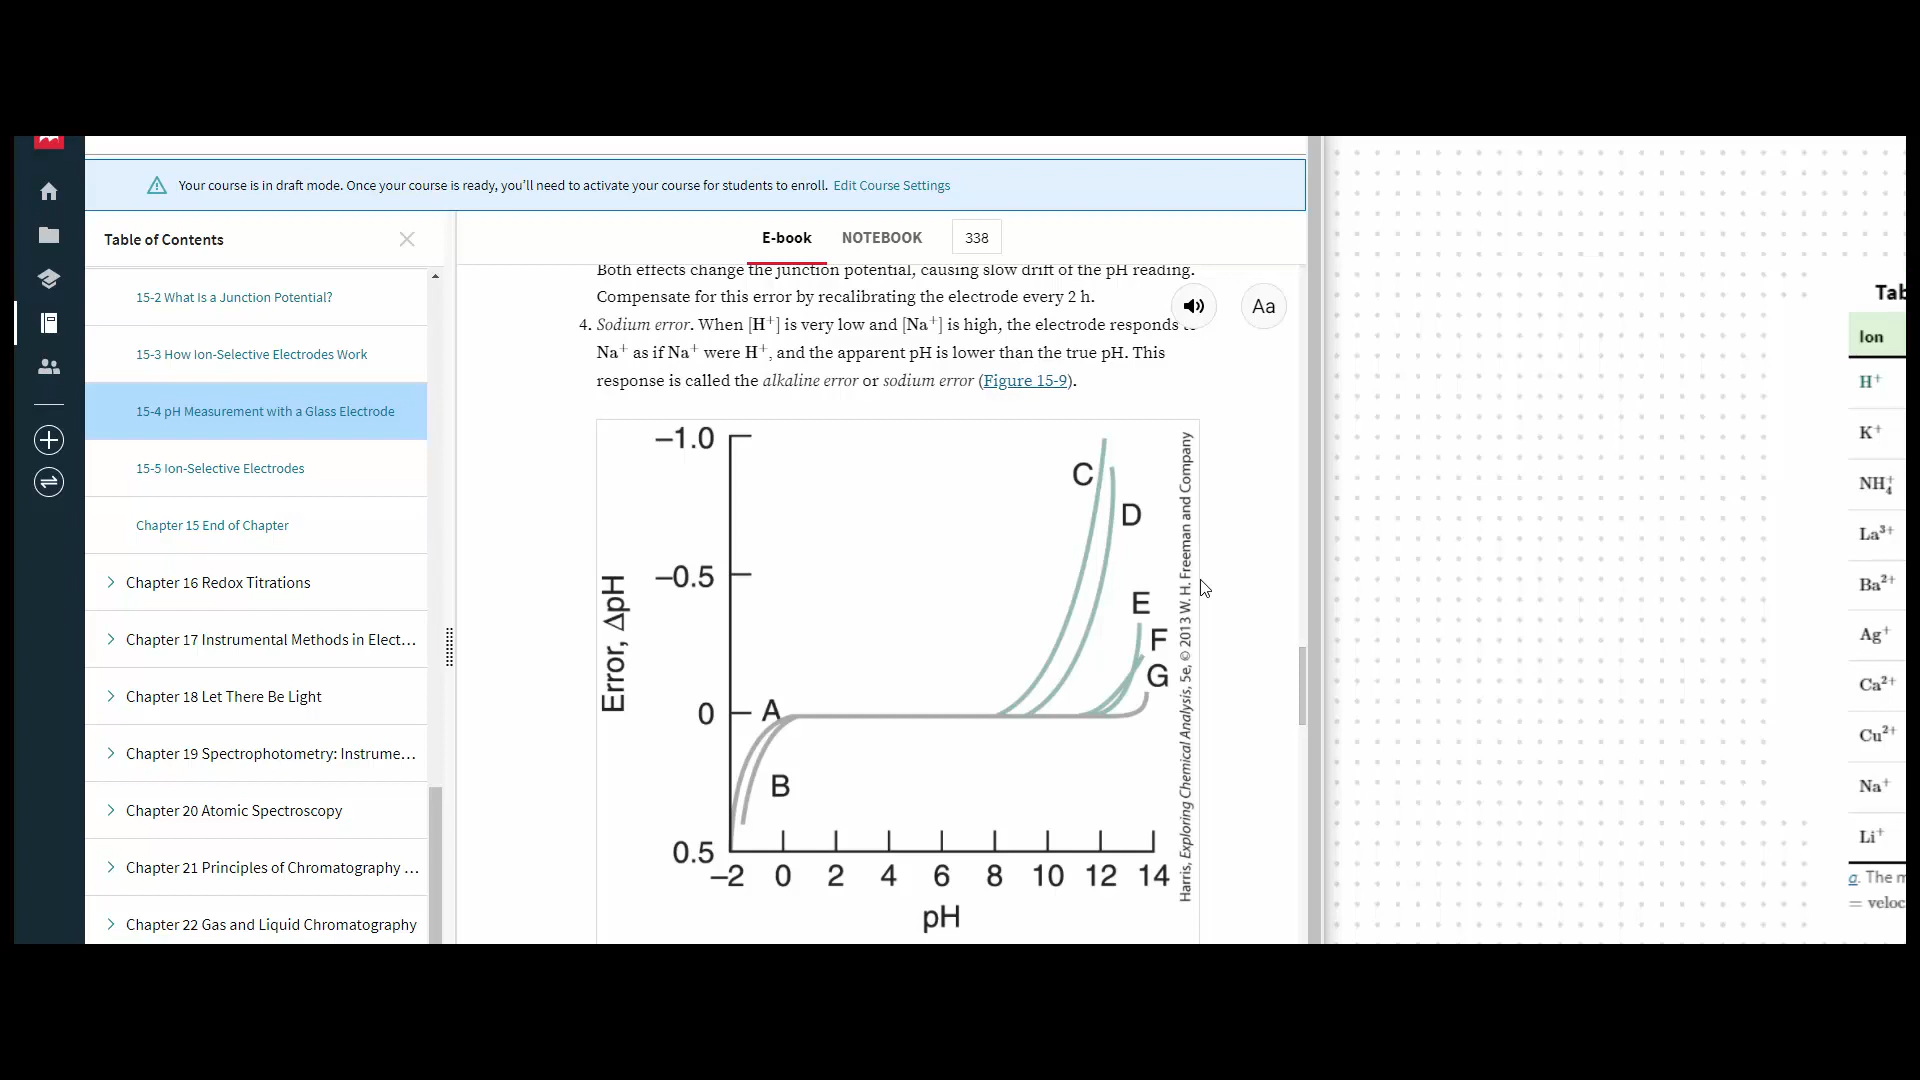 Your course is in draft mode. Once your course is ready, you'll need to activate your course for students to enroll. Edit Course Settings
Table of Contents
15-2 What Is a Junction Potential?
15-3 How Ion-Selective Electrodes Work
15-4 pH Measurement with a Glass Electrode
15-5 Ion-Selective Electrodes
Chapter 15 End of Chapter
Chapter 16 Redox Titrations
Chapter 17 Instrumental Methods in Elect…
Chapter 18 Let There Be Light
Chapter 19 Spectrophotometry: Instrume…
Chapter 20 Atomic Spectroscopy
Chapter 21 Principles of Chromatography …
Chapter 22 Gas and Liquid Chromatography
E-book NOTEBOOK 338
Aa
Both effects change the junction potential, causing slow drift of the pH reading.
Compensate for this error by recalibrating the electrode every 2 h.
4. Sodium error. When [H⁺] is very low and [Na⁺] is high, the electrode responds
Na⁺ as if Na⁺ were H⁺, and the apparent pH is lower than the true pH. This
response is called the alkaline error or sodium error (Figure 15-9).
–1.0
–0.5
0
0.5
Error, ΔpH
A
B
C
D
E
F
G
–2 0 2 4 6 8 10 12 14
pH
Harris, Exploring Chemical Analysis, 5e, © 2013 W. H. Freeman and Company
Tab
Ion
H⁺
K⁺
NH₄⁺
La³⁺
Ba²⁺
Ag⁺
Ca²⁺
Cu²⁺
Na⁺
Li⁺
a. The m
= veloc